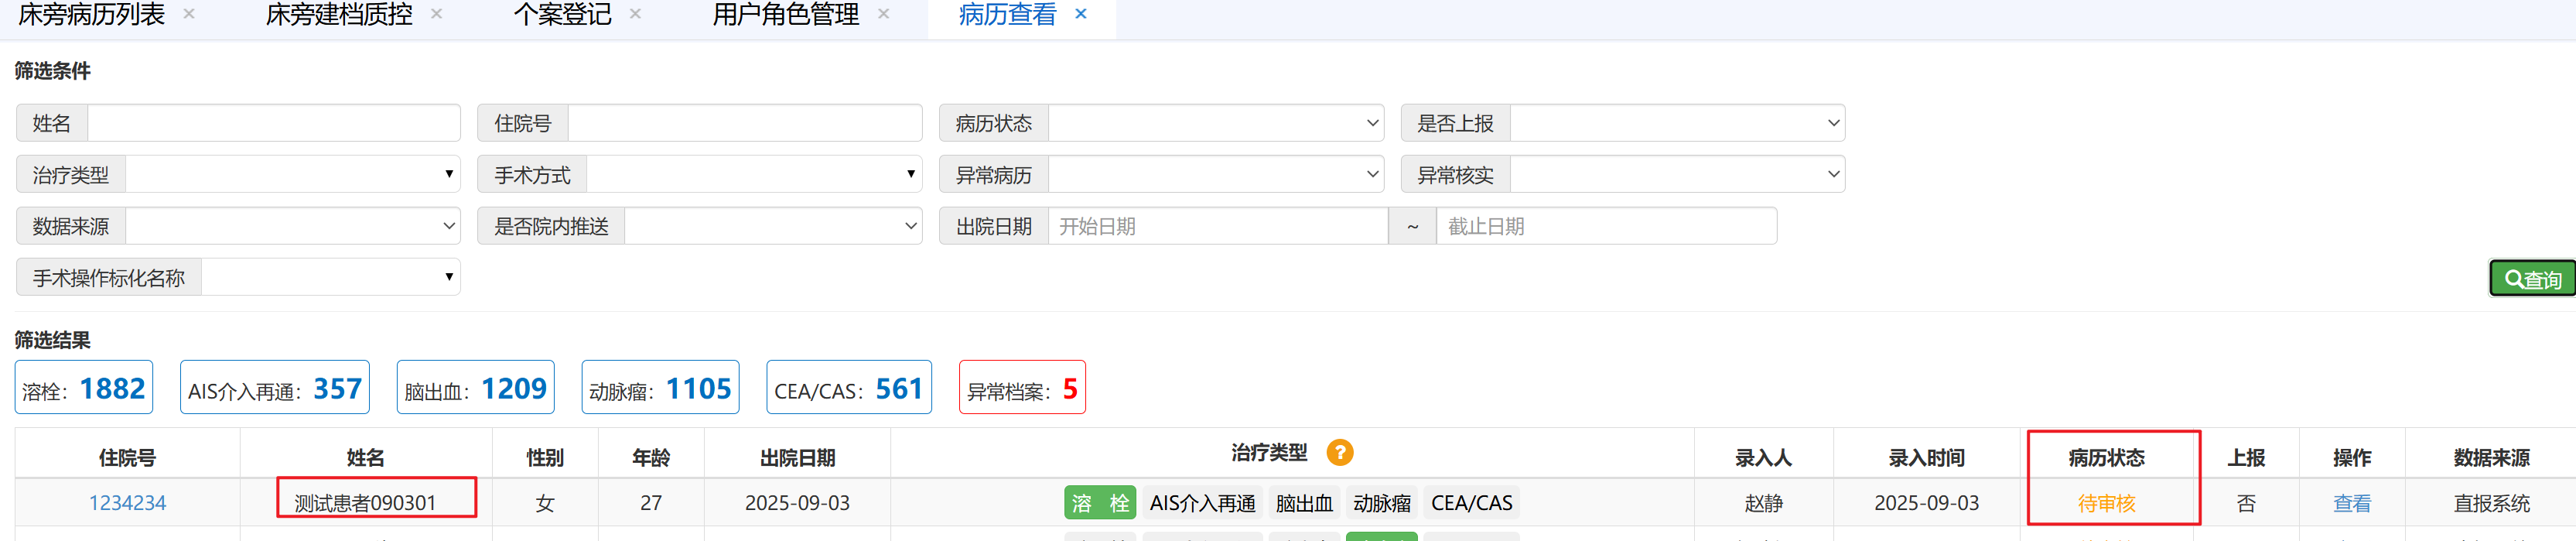 床旁病历列表 × 床旁建档质控 × 个案登记 × 用户角色管理 × 病历查看 ×
筛选条件
姓名 住院号 病历状态 是否上报
治疗类型 手术方式 异常病历 异常核实
数据来源 是否院内推送 出院日期 开始日期 ~ 截止日期
手术操作标化名称 查询
筛选结果
溶栓：1882 AIS介入再通：357 脑出血：1209 动脉瘤：1105 CEA/CAS：561 异常档案：5
住院号 姓名 性别 年龄 出院日期 治疗类型 ? 录入人 录入时间 病历状态 上报 操作 数据来源
1234234 测试患者090301 女 27 2025-09-03 溶 栓 AIS介入再通 脑出血 动脉瘤 CEA/CAS 赵静 2025-09-03 待审核 否 查看 直报系统